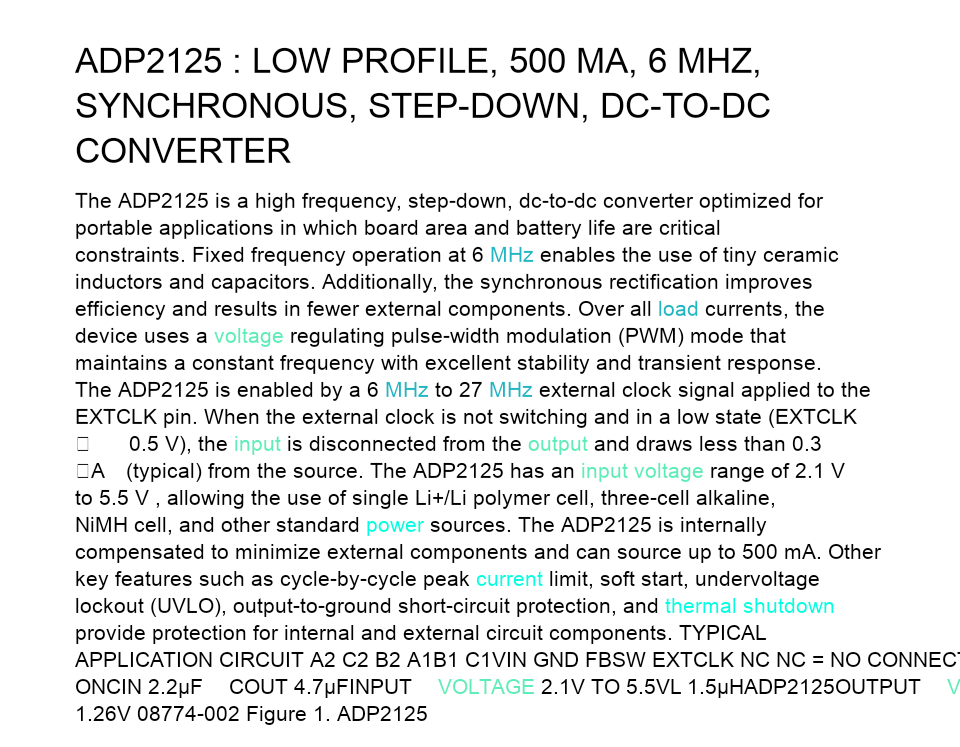 ADP2125 : LOW PROFILE, 500 MA, 6 MHZ,
SYNCHRONOUS, STEP-DOWN, DC-TO-DC
CONVERTER
The ADP2125 is a high frequency, step-down, dc-to-dc converter optimized for
portable applications in which board area and battery life are critical
constraints. Fixed frequency operation at 6 MHz enables the use of tiny ceramic
inductors and capacitors. Additionally, the synchronous rectification improves
efficiency and results in fewer external components. Over all load currents, the
device uses a voltage regulating pulse-width modulation (PWM) mode that
maintains a constant frequency with excellent stability and transient response.
The ADP2125 is enabled by a 6 MHz to 27 MHz external clock signal applied to the
EXTCLK pin. When the external clock is not switching and in a low state (EXTCLK
□ 0.5 V), the input is disconnected from the output and draws less than 0.3
□A (typical) from the source. The ADP2125 has an input voltage range of 2.1 V
to 5.5 V , allowing the use of single Li+/Li polymer cell, three-cell alkaline,
NiMH cell, and other standard power sources. The ADP2125 is internally
compensated to minimize external components and can source up to 500 mA. Other
key features such as cycle-by-cycle peak current limit, soft start, undervoltage
lockout (UVLO), output-to-ground short-circuit protection, and thermal shutdown
provide protection for internal and external circuit components. TYPICAL
APPLICATION CIRCUIT A2 C2 B2 A1B1 C1VIN GND FBSW EXTCLK NC NC = NO CONNECT
ONCIN 2.2μF COUT 4.7μFINPUT VOLTAGE 2.1V TO 5.5VL 1.5μHADP2125OUTPUT V
1.26V 08774-002 Figure 1. ADP2125